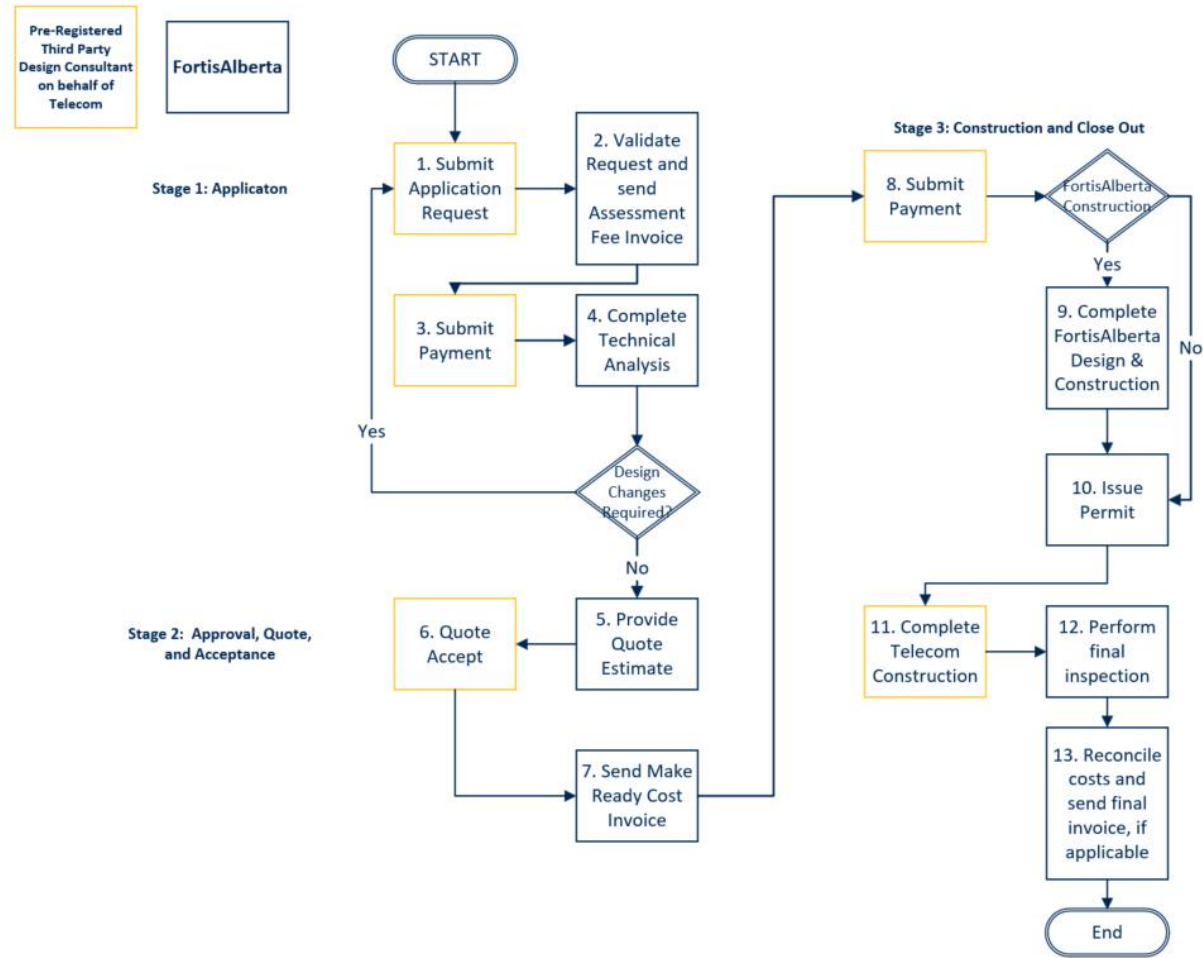 Pre-Registered
Third Party
Design Consultant
on behalf of
Telecom
FortisAlberta
START
Stage 1: Applicaton
1. Submit
Application
Request
2. Validate
Request and
send
Assessment
Fee Invoice
3. Submit
Payment
4. Complete
Technical
Analysis
Yes
Design
Changes
Required?
No
Stage 2:  Approval, Quote,
and Acceptance
6. Quote
Accept
5. Provide
Quote
Estimate
7. Send Make
Ready Cost
Invoice
Stage 3: Construction and Close Out
8. Submit
Payment
FortisAlberta
Construction
Yes
No
9. Complete
FortisAlberta
Design &
Construction
10. Issue
Permit
11. Complete
Telecom
Construction
12. Perform
final
inspection
13. Reconcile
costs and
send final
invoice, if
applicable
End